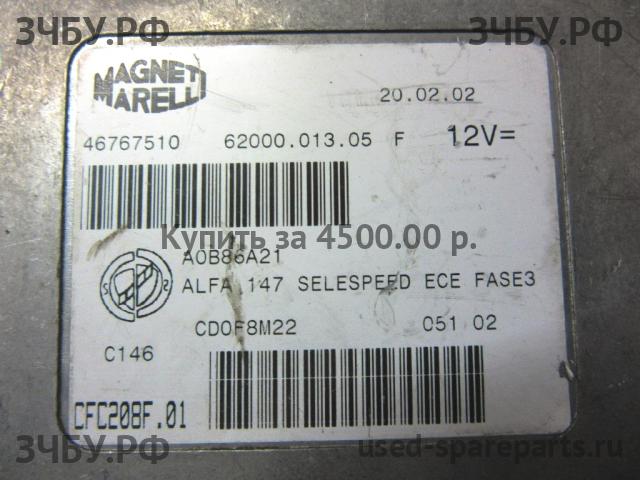 ЗЧБУ.РФ
ЗЧБУ.РФ
MAGNETI
MARELLI
20.02.02
46767510 62000.013.05 F 12V=
Купить за 4500.00 р.
A0B86A21
ALFA 147 SELESPEED ECE FASE3
CD0F8M22 051 02
C146
CFC208F.01
ЗЧБУ.РФ
used-spareparts.ru